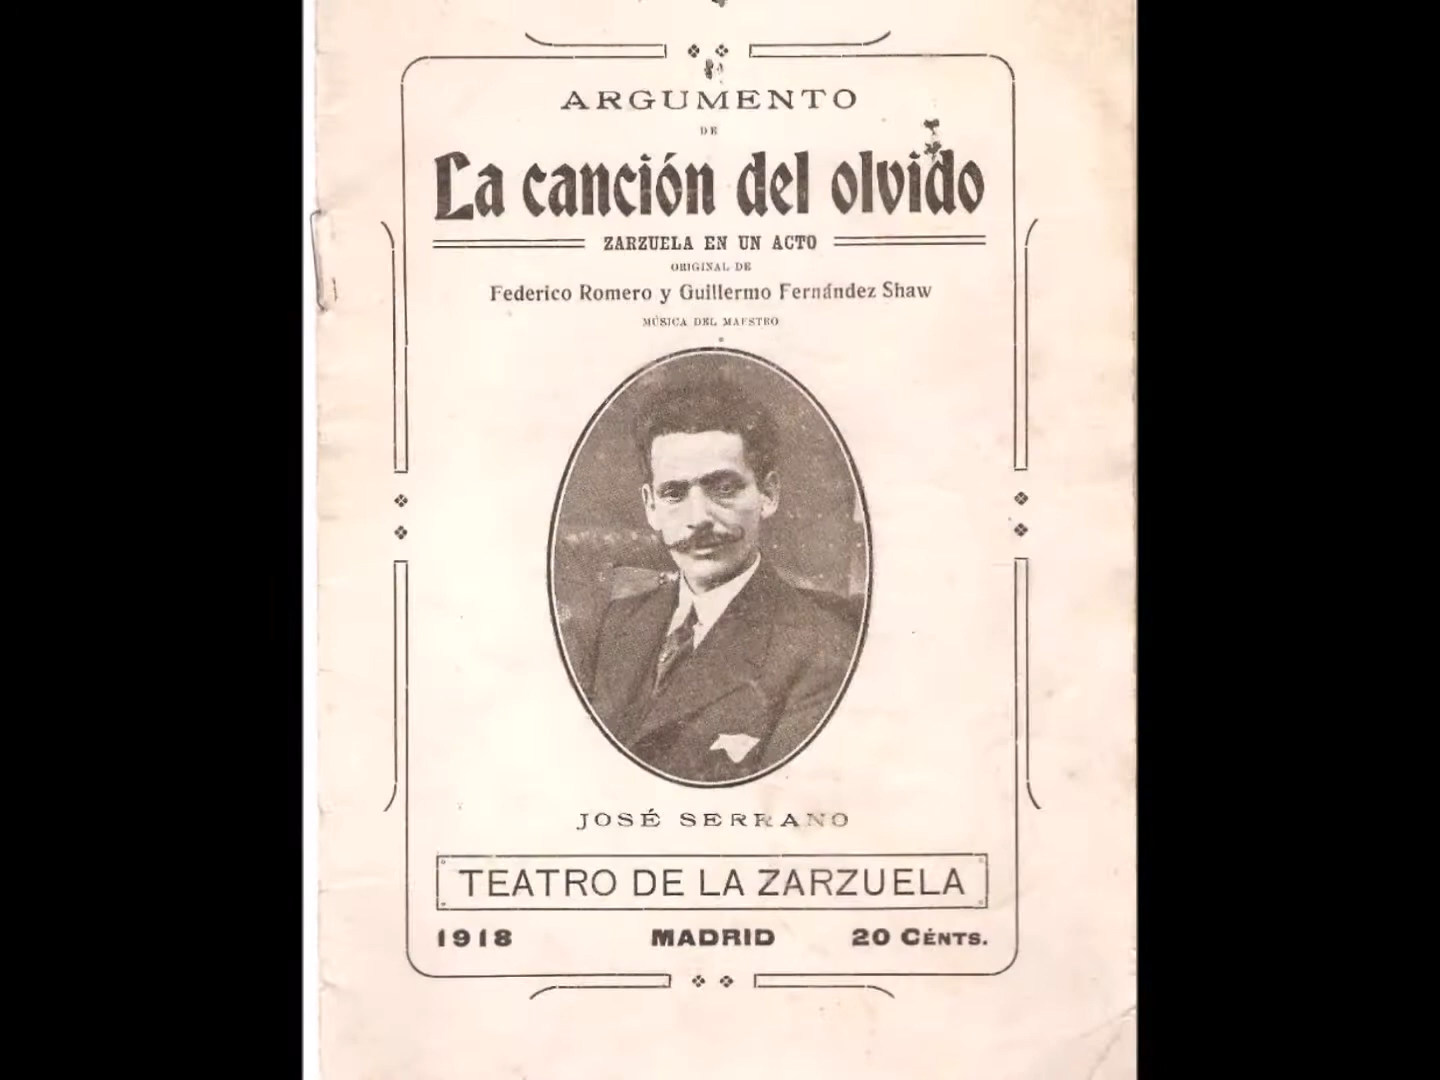 ARGUMENTO
DE
La canción del olvido
ZARZUELA EN UN ACTO
ORIGINAL DE
Federico Romero y Guillermo Fernández Shaw
MÚSICA DEL MAESTRO
JOSÉ SERRANO
TEATRO DE LA ZARZUELA
1918 MADRID 20 CÉNTS.